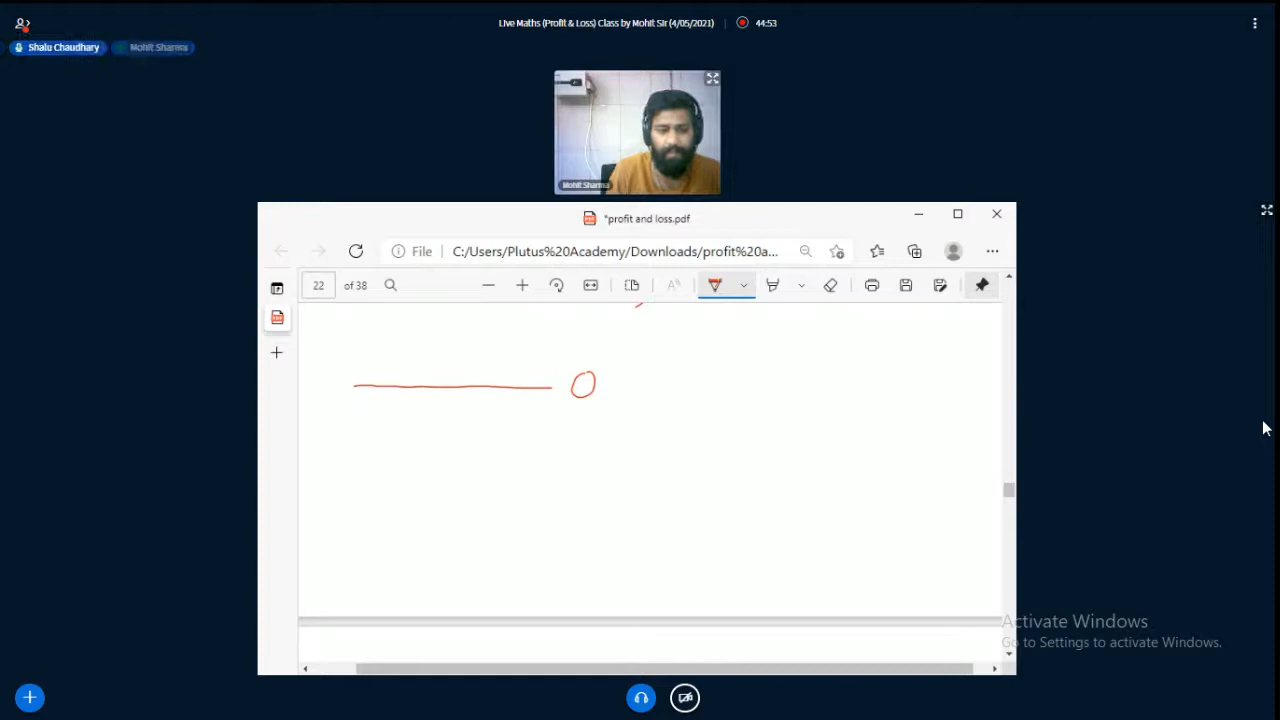 Live Maths (Profit & Loss) Class by Mohit Sir (4/05/2021)
44:53
Shalu Chaudhary
Mohit Sharma
Mohit Sharma
*profit and loss.pdf
File
C:/Users/Plutus%20Academy/Downloads/profit%20a...
22
of 38
0
Activate Windows
Go to Settings to activate Windows.